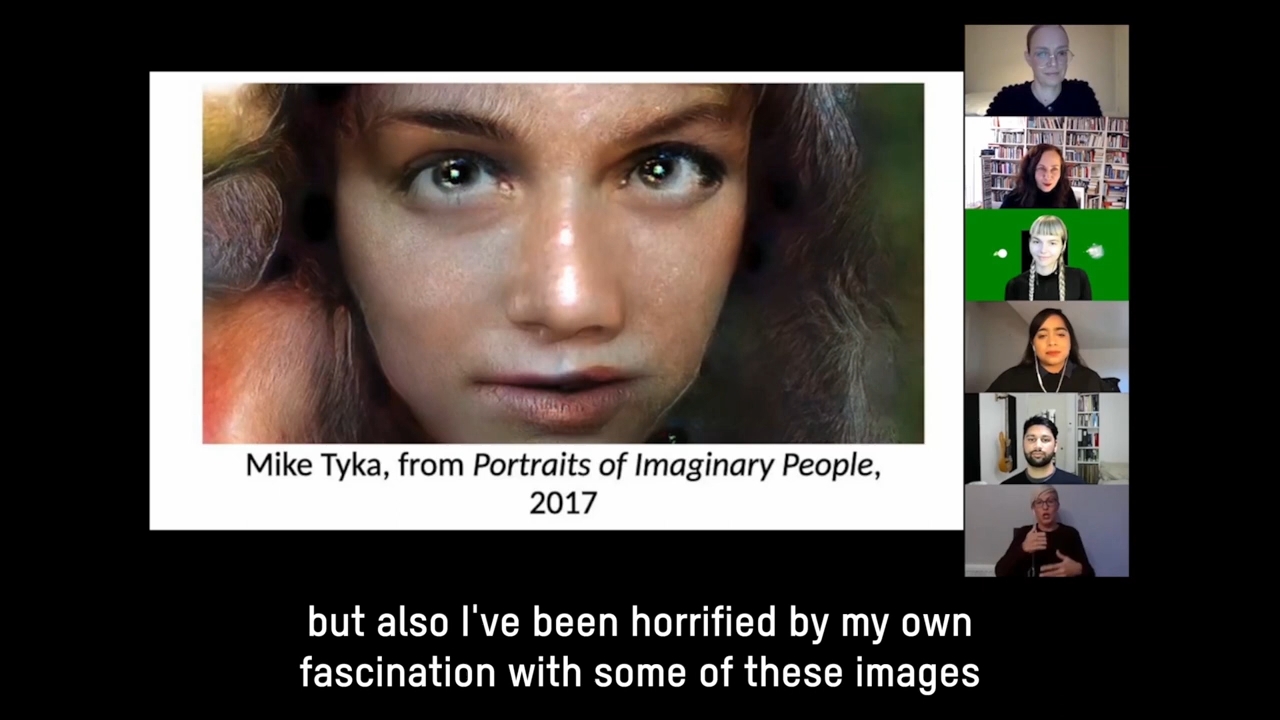 Mike Tyka, from Portraits of Imaginary People,
2017
but also I've been horrified by my own
fascination with some of these images